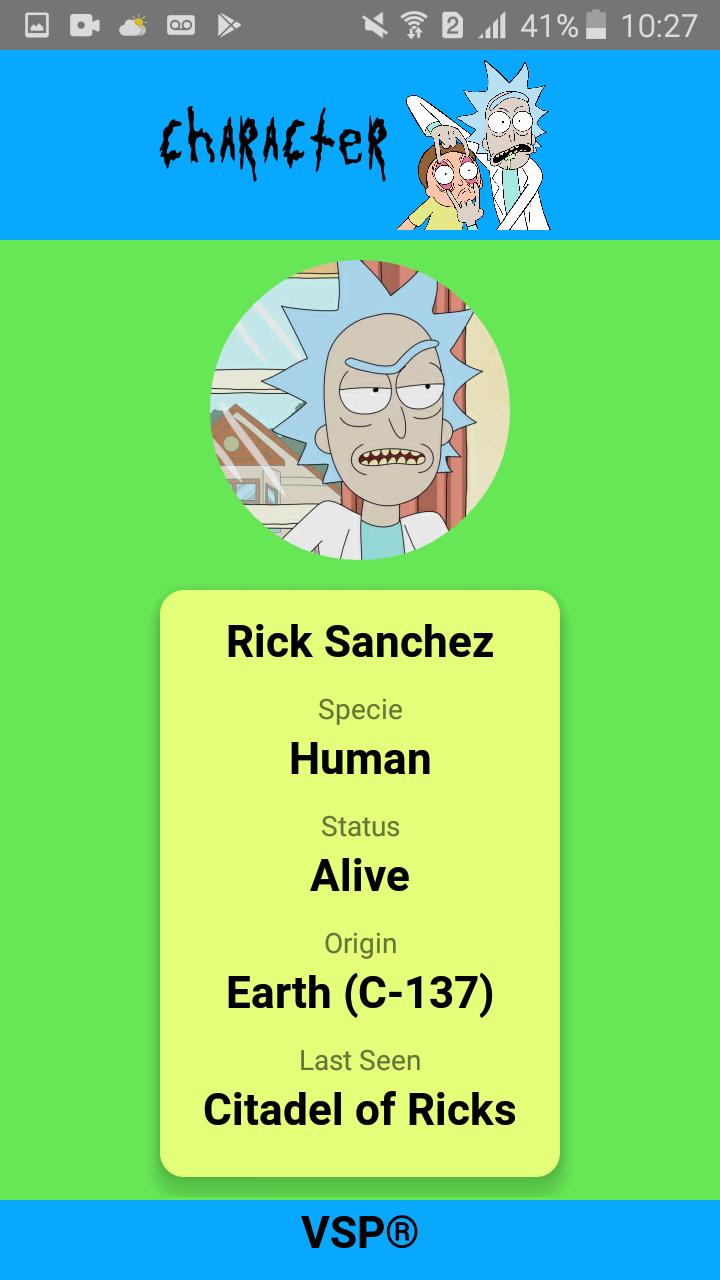 2 41% 10:27
chARActeR
Rick Sanchez
Specie
Human
Status
Alive
Origin
Earth (C-137)
Last Seen
Citadel of Ricks
VSP®